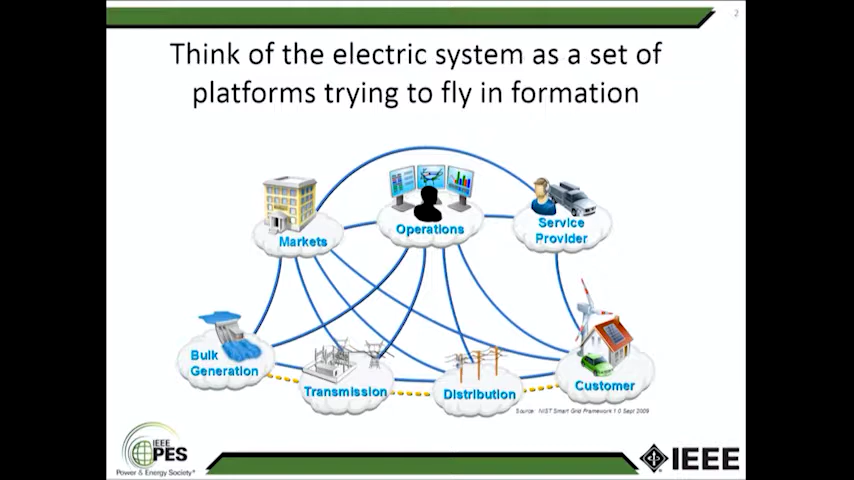 2
Think of the electric system as a set of
platforms trying to fly in formation
Markets
Operations
Service
Provider
Bulk
Generation
Transmission
Distribution
Customer
Source: NIST Smart Grid Framework 1.0 Sept 2009
IEEE
PES
Power & Energy Society®
IEEE